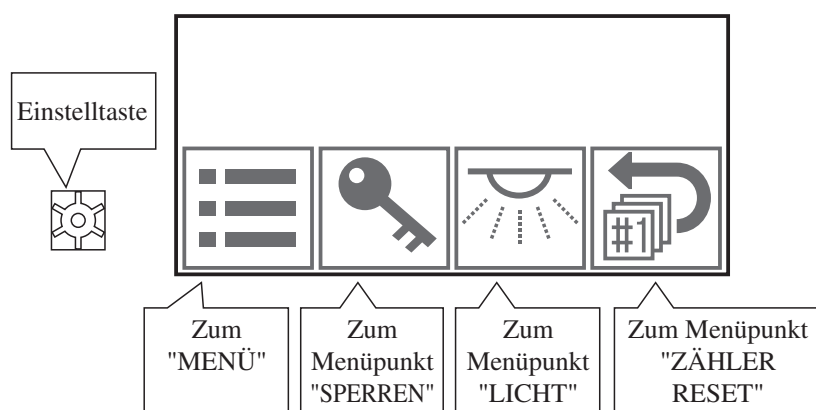 Einstelltaste
#1
Zum
"MENÜ"
Zum
Menüpunkt
"SPERREN"
Zum
Menüpunkt
"LICHT"
Zum Menüpunkt
"ZÄHLER
RESET"